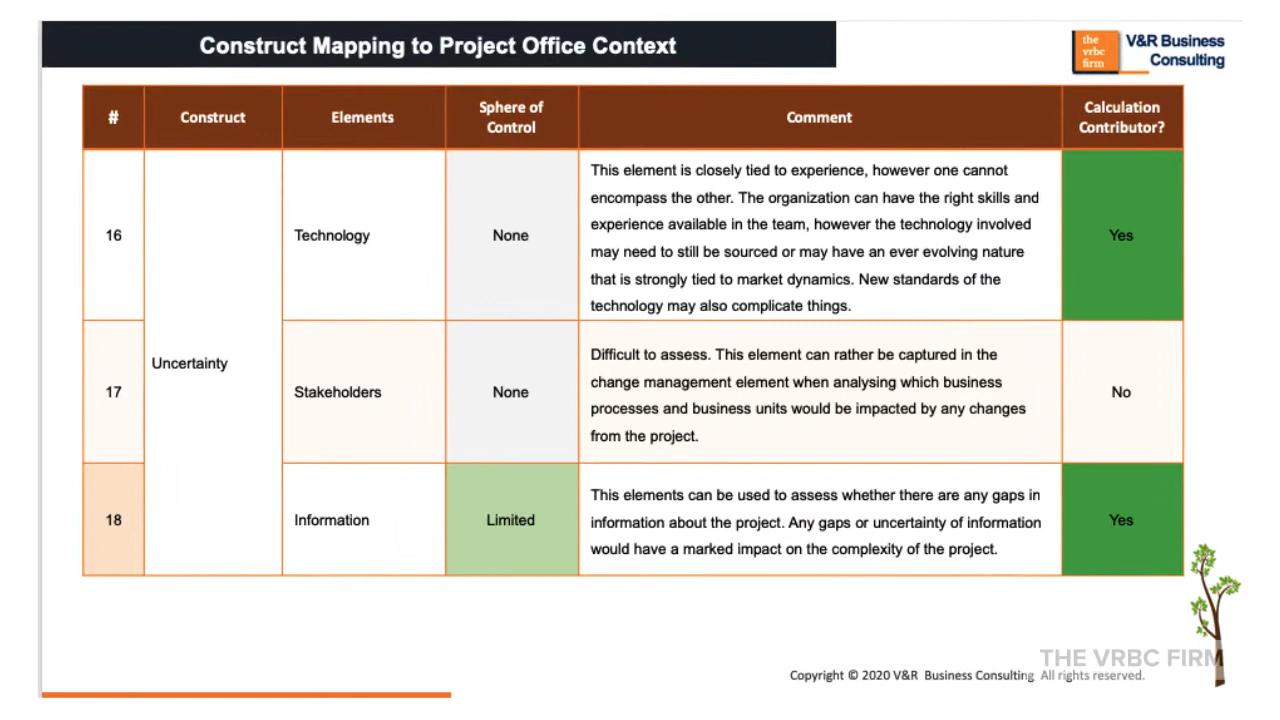 Construct Mapping to Project Office Context
the
vrbc
firm
V&R Business
Consulting
#
Construct
Elements
Sphere of
Control
Comment
Calculation
Contributor?
16
Uncertainty
Technology
None
This element is closely tied to experience, however one cannot
encompass the other. The organization can have the right skills and
experience available in the team, however the technology involved
may need to still be sourced or may have an ever evolving nature
that is strongly tied to market dynamics. New standards of the
technology may also complicate things.
Yes
17
Stakeholders
None
Difficult to assess. This element can rather be captured in the
change management element when analysing which business
processes and business units would be impacted by any changes
from the project.
No
18
Information
Limited
This elements can be used to assess whether there are any gaps in
information about the project. Any gaps or uncertainty of information
would have a marked impact on the complexity of the project.
Yes
THE VRBC FIRM
Copyright © 2020 V&R Business Consulting All rights reserved.